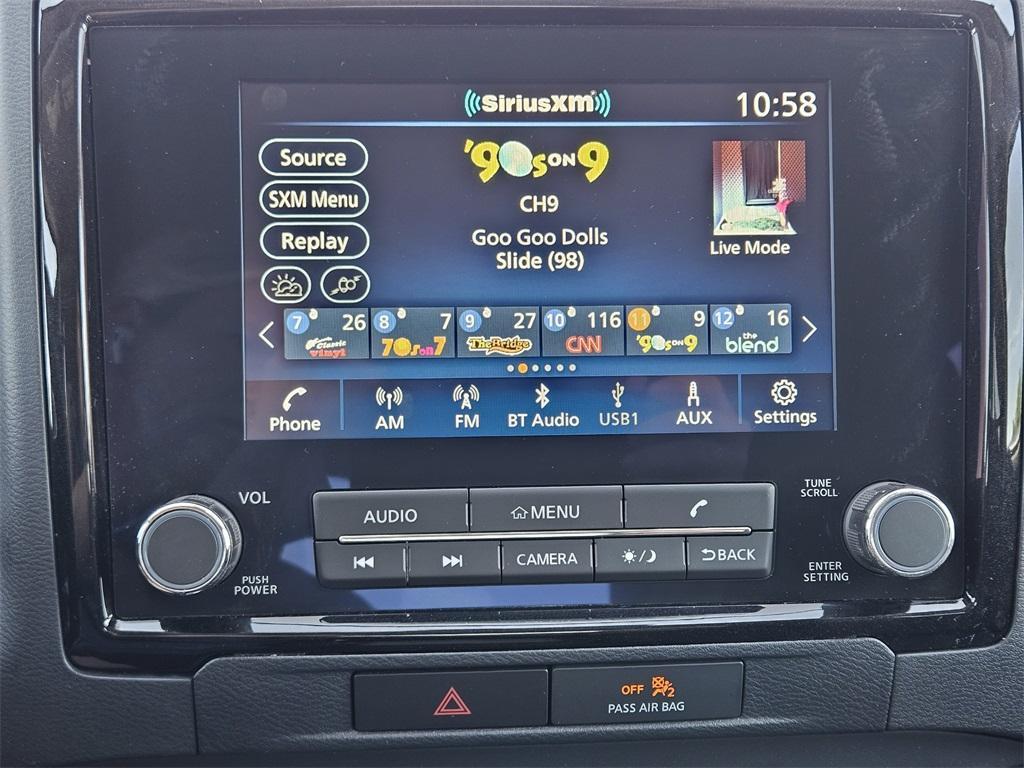 SiriusXM
10:58
Source
'90s ON 9
SXM Menu
CH9
Replay
Goo Goo Dolls
Live Mode
Slide (98)
7 26 8 7 9 27 10 116 11 9 12 16
Classic vinyl 70s on 7 The Bridge CNN '90s ON 9 the blend
Phone AM FM BT Audio USB1 AUX Settings
VOL
TUNE
SCROLL
AUDIO MENU
CAMERA BACK
PUSH
POWER
ENTER
SETTING
OFF 2
PASS AIR BAG